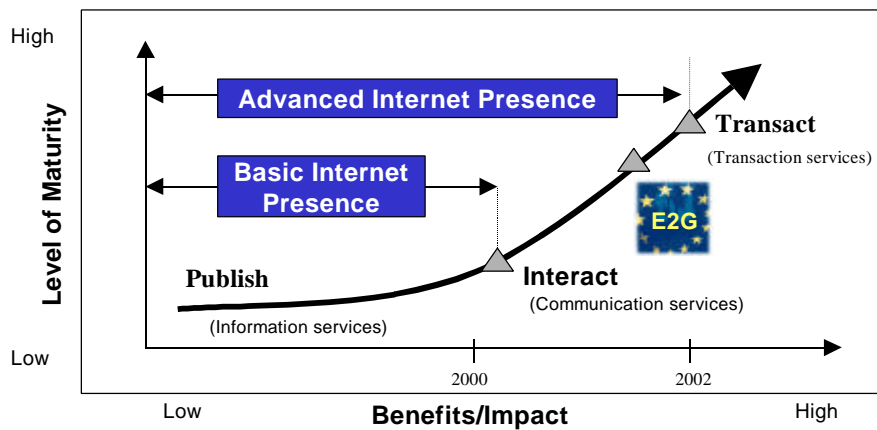 High
Advanced Internet Presence
Transact
(Transaction services)
Basic Internet
Presence
E2G
Level of Maturity
Publish
Interact
(Information services)
(Communication services)
Low
2000
2002
Low
Benefits/Impact
High